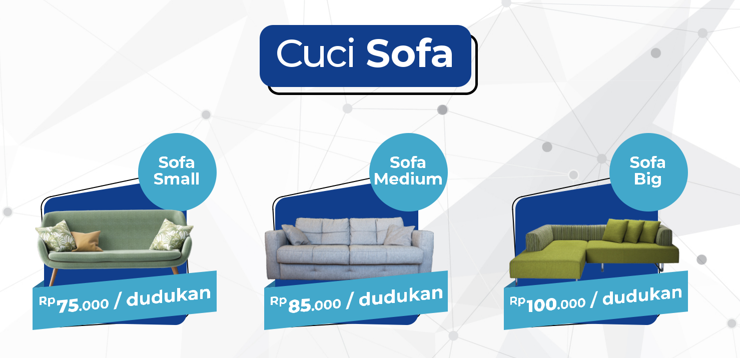 Cuci Sofa
Sofa
Small
Rp75.000 / dudukan
Sofa
Medium
Rp85.000 / dudukan
Sofa
Big
Rp100.000 / dudukan